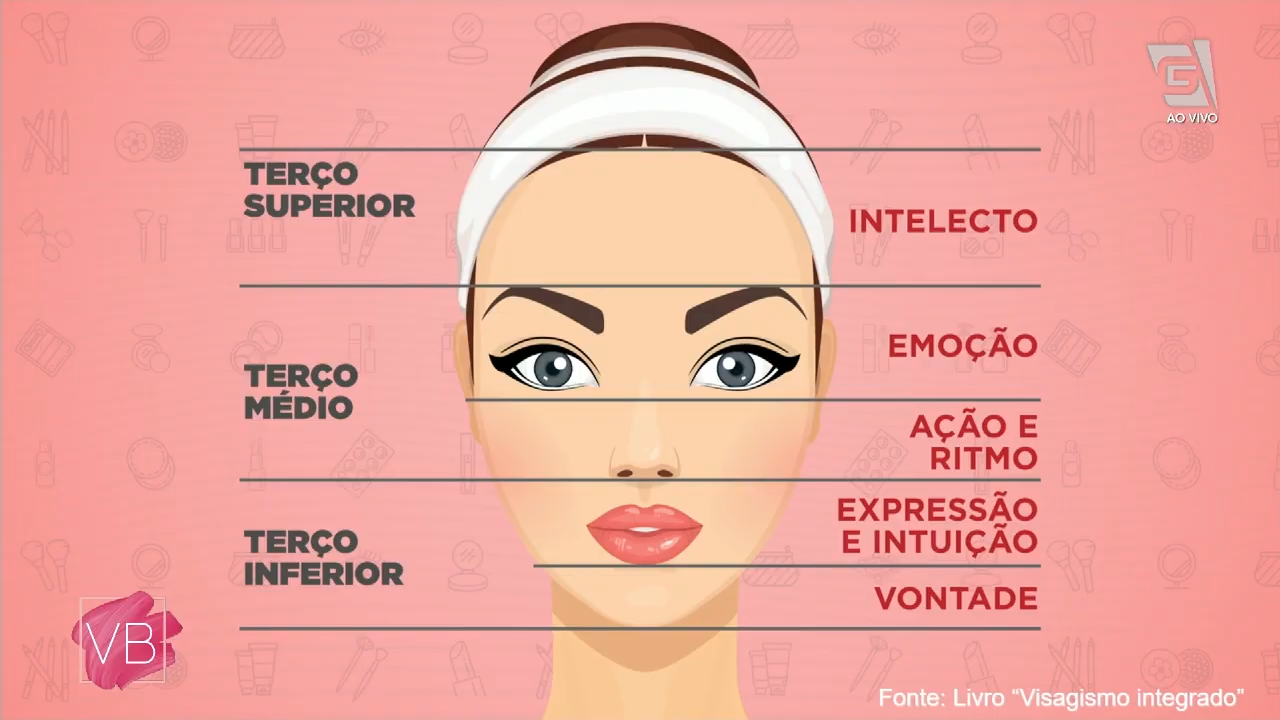 AO VIVO
TERÇO
SUPERIOR
INTELECTO
EMOÇÃO
TERÇO
MÉDIO
AÇÃO E
RITMO
EXPRESSÃO
E INTUIÇÃO
TERÇO
INFERIOR
VONTADE
VB
Fonte: Livro “Visagismo integrado”